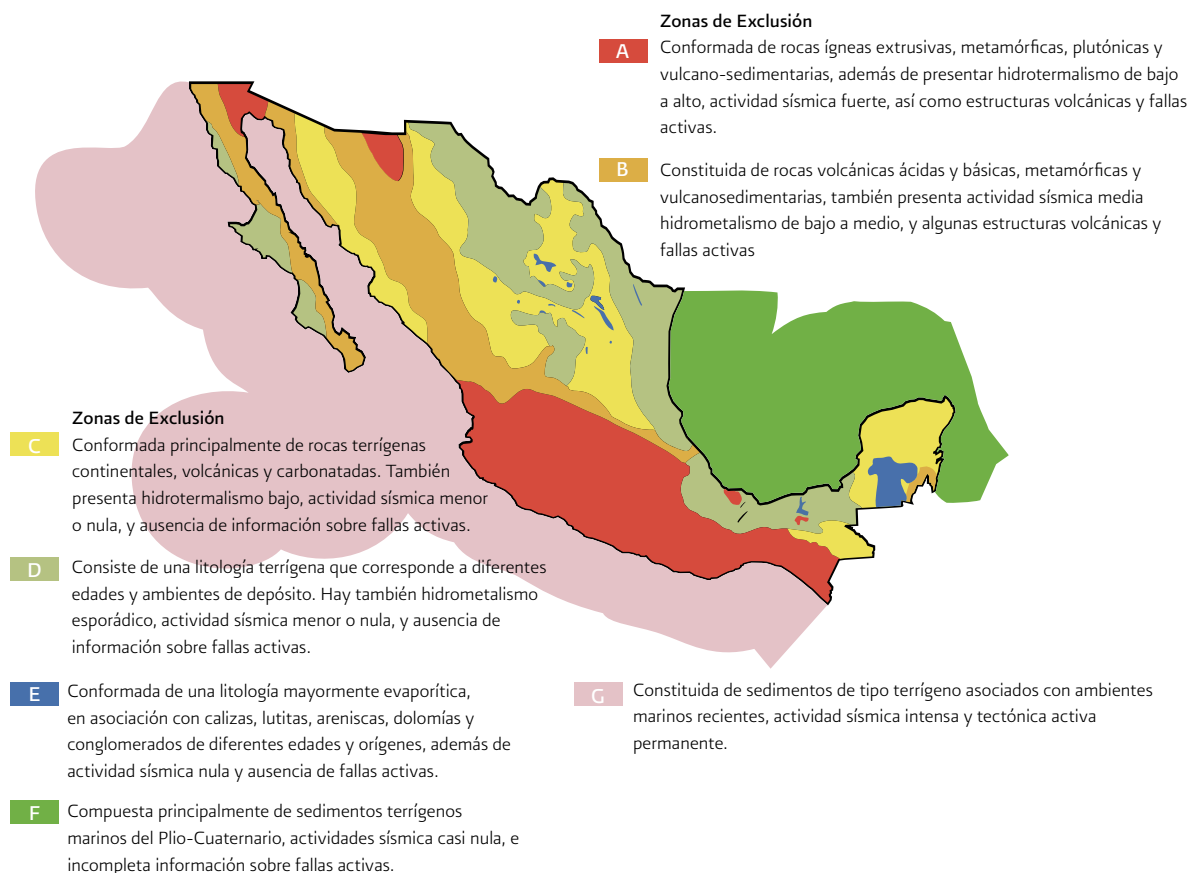 Zonas de Exclusión
A
Conformada de rocas ígneas extrusivas, metamórficas, plutónicas y
vulcano-sedimentarias, además de presentar hidrotermalismo de bajo
a alto, actividad sísmica fuerte, así como estructuras volcánicas y fallas
activas.
B
Constituida de rocas volcánicas ácidas y básicas, metamórficas y
vulcanosedimentarias, también presenta actividad sísmica media
hidrometalismo de bajo a medio, y algunas estructuras volcánicas y
fallas activas
Zonas de Exclusión
C
Conformada principalmente de rocas terrígenas
continentales, volcánicas y carbonatadas. También
presenta hidrotermalismo bajo, actividad sísmica menor
o nula, y ausencia de información sobre fallas activas.
D
Consiste de una litología terrígena que corresponde a diferentes
edades y ambientes de depósito. Hay también hidrometalismo
esporádico, actividad sísmica menor o nula, y ausencia de
información sobre fallas activas.
E
Conformada de una litología mayormente evaporítica,
en asociación con calizas, lutitas, areniscas, dolomías y
conglomerados de diferentes edades y orígenes, además de
actividad sísmica nula y ausencia de fallas activas.
F
Compuesta principalmente de sedimentos terrígenos
marinos del Plio-Cuaternario, actividades sísmica casi nula, e
incompleta información sobre fallas activas.
G
Constituida de sedimentos de tipo terrígeno asociados con ambientes
marinos recientes, actividad sísmica intensa y tectónica activa
permanente.